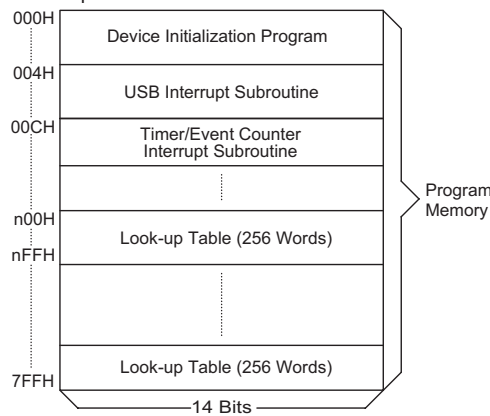 000H
Device Initialization Program
004H
USB Interrupt Subroutine
00CH
Timer/Event Counter
Interrupt Subroutine
Program
Memory
n00H
Look-up Table (256 Words)
nFFH
Look-up Table (256 Words)
7FFH
14 Bits